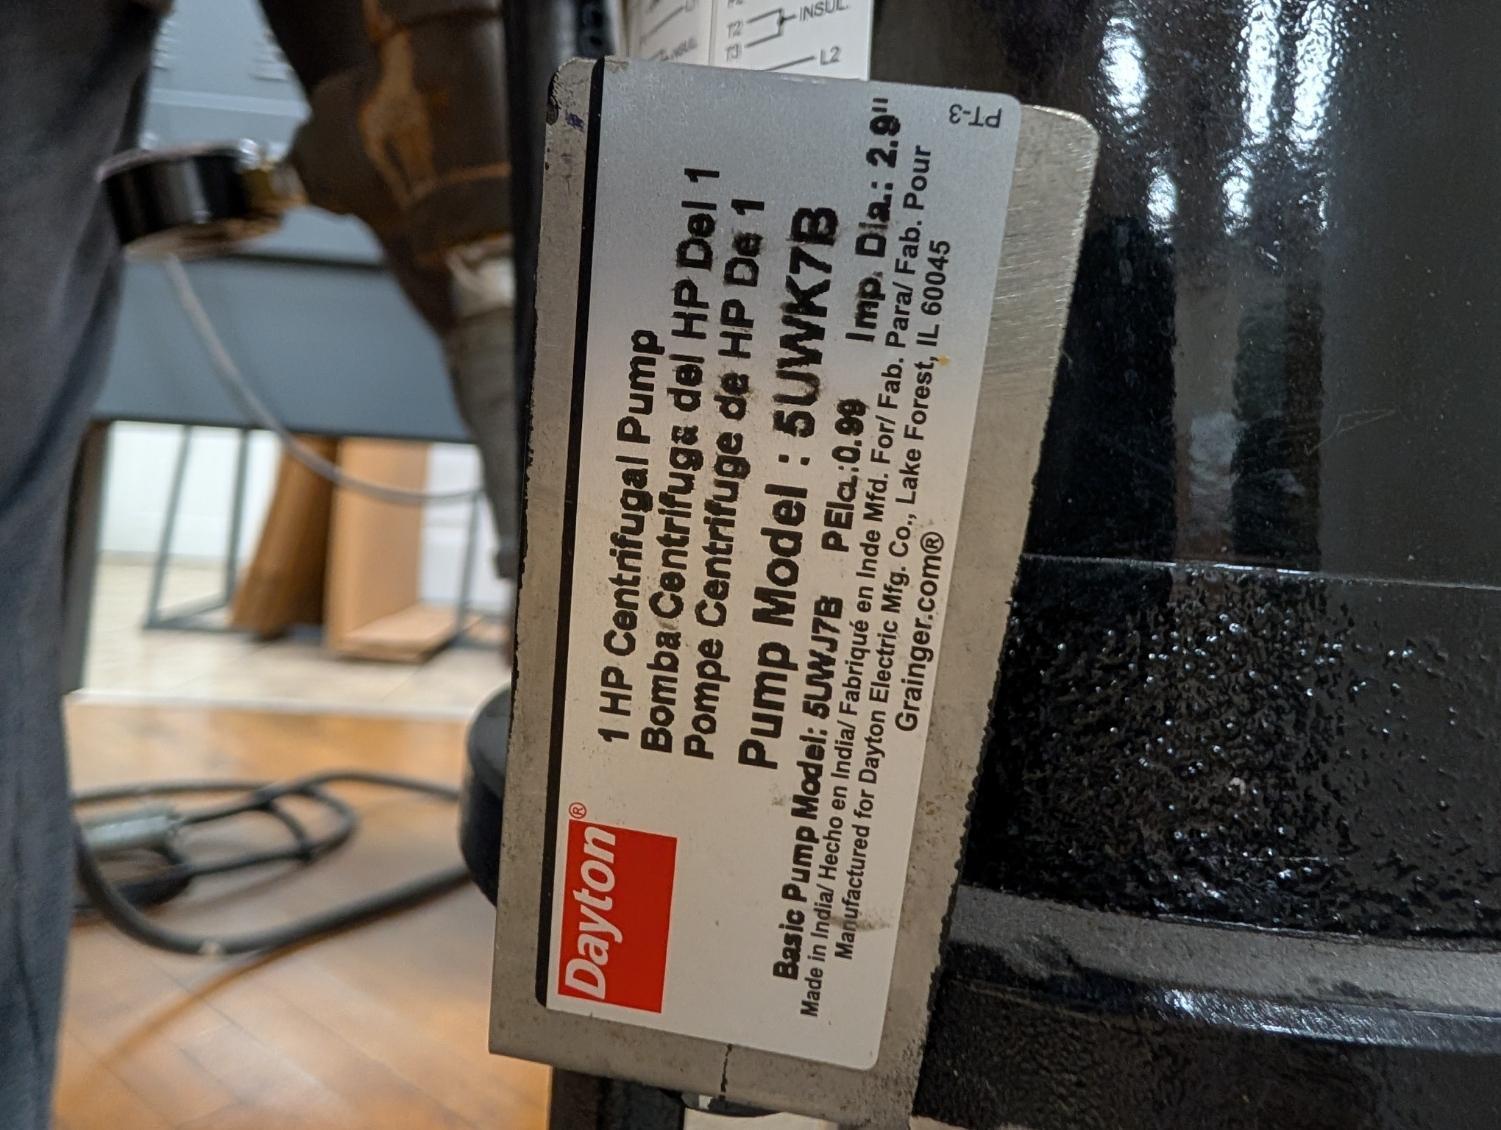 Dayton®
1 HP Centrifugal Pump
Bomba Centrifuga del HP Del 1
Pompe Centrifuge de HP De 1
Pump Model : 5UWK7B
Basic Pump Model: 5UWJ7B PEIcL:0.99 Imp. Dia.: 2.9"
Made in India/ Hecho en India/ Fabriqué en Inde Mfd. For/ Fab. Para/ Fab. Pour
Manufactured for Dayton Electric Mfg. Co., Lake Forest, IL 60045
Grainger.com®
PT-3
T2
T3
INSUL.
L2
INSUL